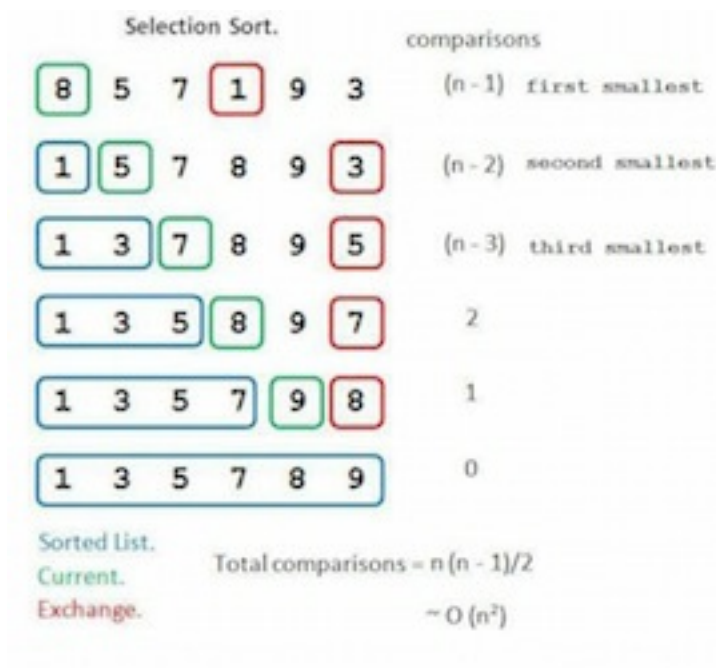 Selection Sort.
comparisons
8 5 7 1 9 3 (n - 1) first smallest
1 5 7 8 9 3 (n - 2) second smallest
1 3 7 8 9 5 (n - 3) third smallest
1 3 5 8 9 7 2
1 3 5 7 9 8 1
1 3 5 7 8 9 0
Sorted List.
Current.
Exchange.
Total comparisons = n (n - 1)/2
~ O (n²)